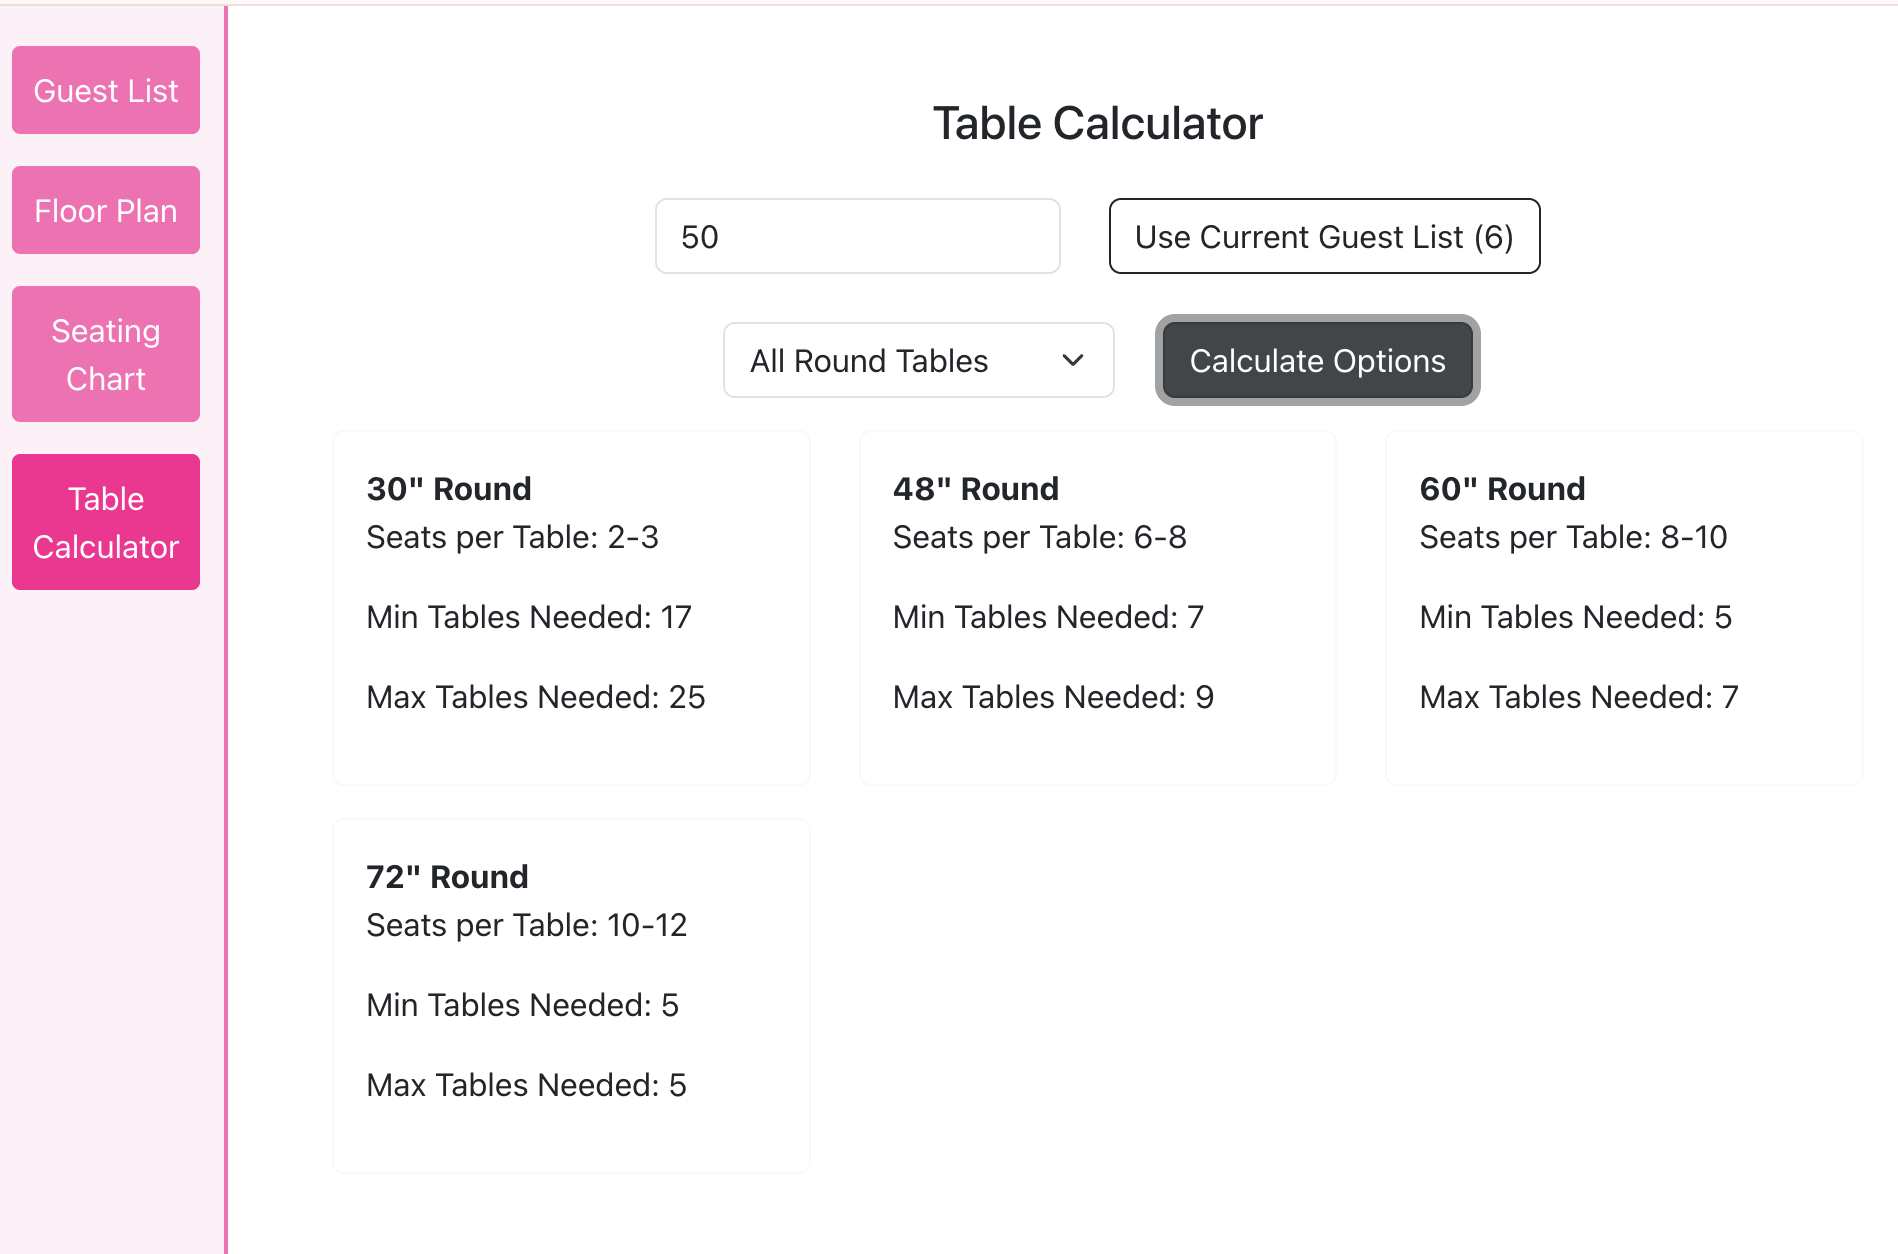 Guest List
Floor Plan
Seating
Chart
Table
Calculator
Table Calculator
50
Use Current Guest List (6)
All Round Tables
Calculate Options
30" Round
Seats per Table: 2-3
Min Tables Needed: 17
Max Tables Needed: 25
48" Round
Seats per Table: 6-8
Min Tables Needed: 7
Max Tables Needed: 9
60" Round
Seats per Table: 8-10
Min Tables Needed: 5
Max Tables Needed: 7
72" Round
Seats per Table: 10-12
Min Tables Needed: 5
Max Tables Needed: 5